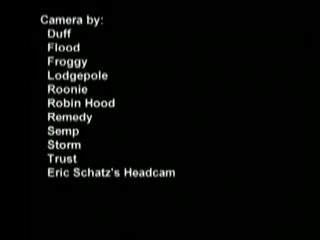 Camera by:
Duff
Flood
Froggy
Lodgepole
Roonie
Robin Hood
Remedy
Semp
Storm
Trust
Eric Schatz's Headcam